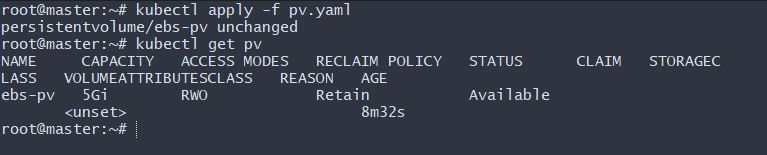 root@master:~# kubectl apply -f pv.yaml
persistentvolume/ebs-pv unchanged
root@master:~# kubectl get pv
NAME     CAPACITY   ACCESS MODES   RECLAIM POLICY   STATUS      CLAIM   STORAGEC
LASS   VOLUMEATTRIBUTESCLASS   REASON   AGE
ebs-pv   5Gi        RWO            Retain           Available
       <unset>                          8m32s
root@master:~#